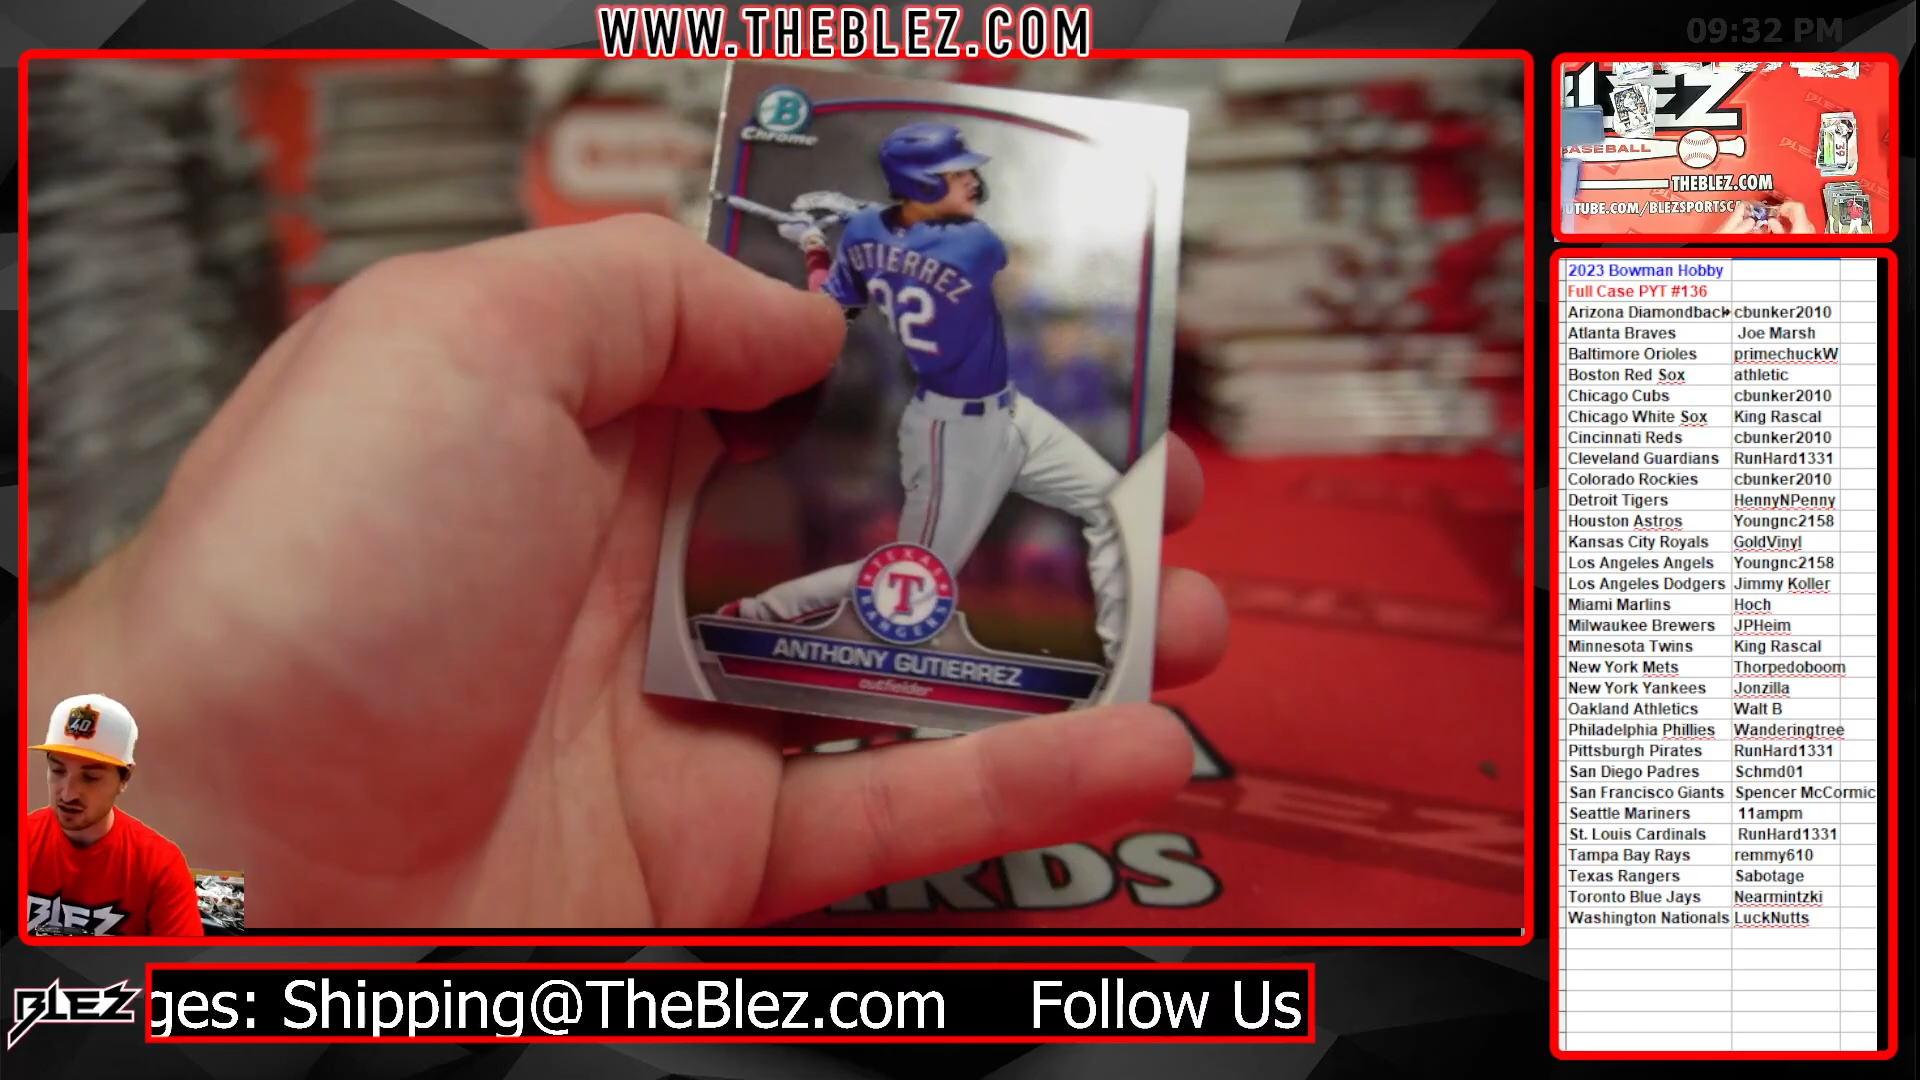 WWW.THEBLEZ.COM
09:32 PM
B
Chrome
UTIERREZ
92
TEXAS
T
RANGERS
ANTHONY GUTIERREZ
outfielder
RDS
40
BLEZ
BLEZ
BASEBALL
39
THEBLEZ.COM
UTUBE.COM/BLEZSPORTSC
2023 Bowman Hobby
Full Case PYT #136
Arizona Diamondback cbunker2010
Atlanta Braves Joe Marsh
Baltimore Orioles primechuckW
Boston Red Sox athletic
Chicago Cubs cbunker2010
Chicago White Sox King Rascal
Cincinnati Reds cbunker2010
Cleveland Guardians RunHard1331
Colorado Rockies cbunker2010
Detroit Tigers HennyNPenny
Houston Astros Youngnc2158
Kansas City Royals GoldVinyl
Los Angeles Angels Youngnc2158
Los Angeles Dodgers Jimmy Koller
Miami Marlins Hoch
Milwaukee Brewers JPHeim
Minnesota Twins King Rascal
New York Mets Thorpedoboom
New York Yankees Jonzilla
Oakland Athletics Walt B
Philadelphia Phillies Wanderingtree
Pittsburgh Pirates RunHard1331
San Diego Padres Schmd01
San Francisco Giants Spencer McCormic
Seattle Mariners 11ampm
St. Louis Cardinals RunHard1331
Tampa Bay Rays remmy610
Texas Rangers Sabotage
Toronto Blue Jays Nearmintzki
Washington Nationals LuckNutts
BLEZ
ges: Shipping@TheBlez.com Follow Us